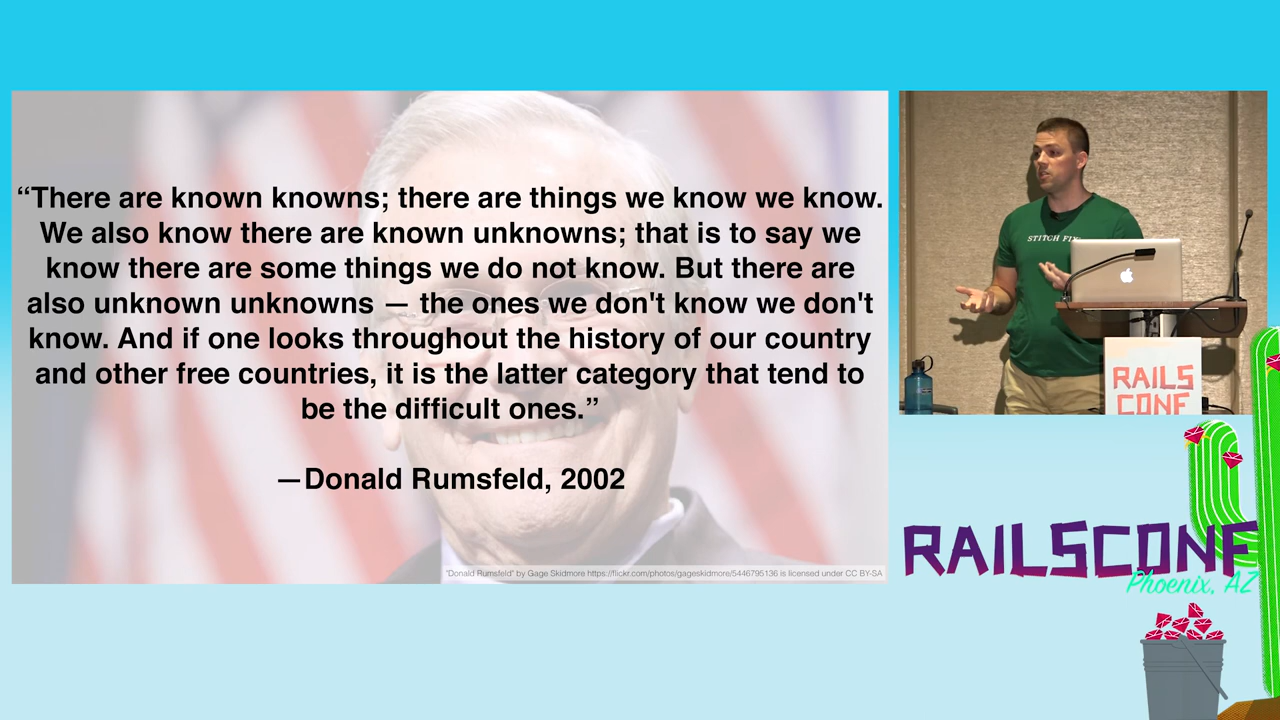 “There are known knowns; there are things we know we know.
We also know there are known unknowns; that is to say we
know there are some things we do not know. But there are
also unknown unknowns — the ones we don't know we don't
know. And if one looks throughout the history of our country
and other free countries, it is the latter category that tend to
be the difficult ones.”
—Donald Rumsfeld, 2002
"Donald Rumsfeld" by Gage Skidmore https://flickr.com/photos/gageskidmore/5446795136 is licensed under CC BY-SA
STITCH FIX
RAILS
CONF
RAILSCONF
Phoenix, AZ